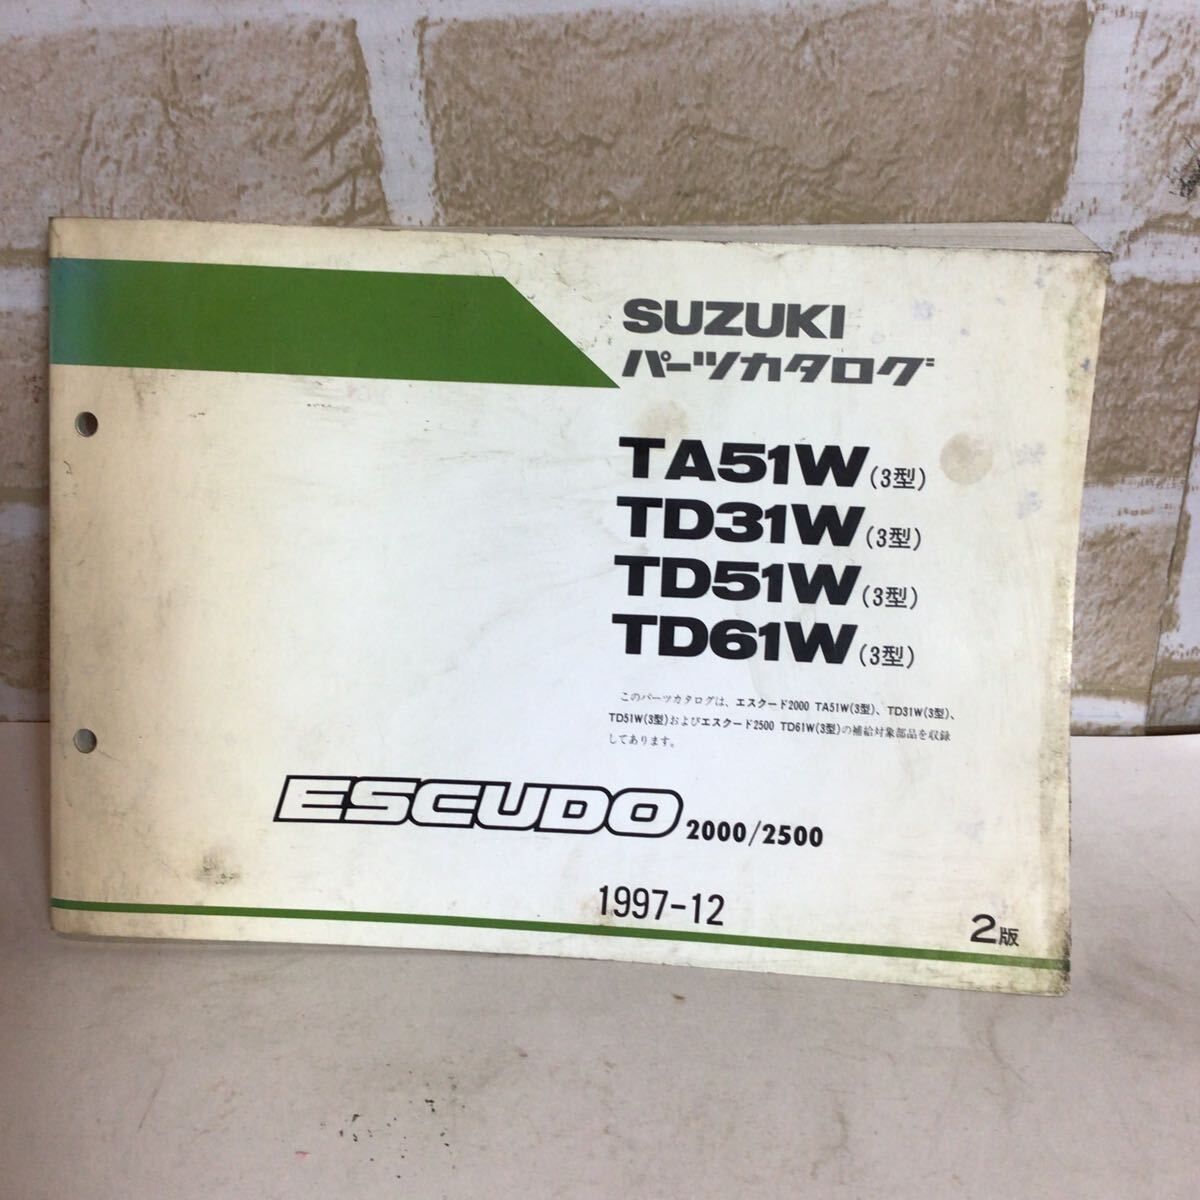 SUZUKI
パーツカタログ
TA51W(3型)
TD31W(3型)
TD51W(3型)
TD61W(3型)
このパーツカタログは、エスクード2000 TA51W(3型)、TD31W(3型)、
TD51W(3型)およびエスクード2500 TD61W(3型)の補給対象部品を収録
してあります。
ESCUDO 2000/2500
1997-12
2版